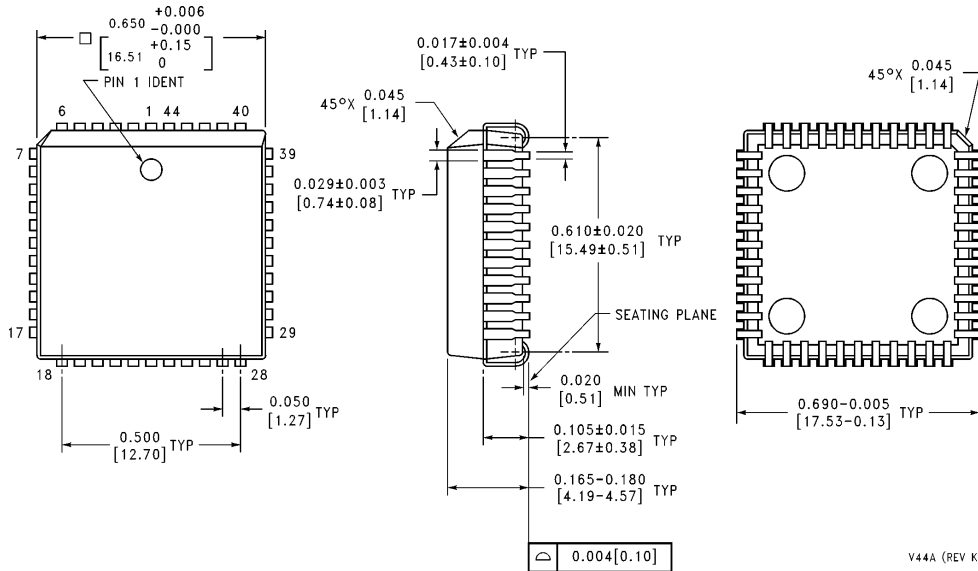 +0.006
0.650
-0.000
+0.15
16.51
0
PIN 1 IDENT
6 1 44 40
7 39
17 29
18 28
0.050
[1.27] TYP
0.500
[12.70] TYP
0.017±0.004
[0.43±0.10] TYP
45°X 0.045
[1.14]
0.029±0.003
[0.74±0.08] TYP
0.610±0.020
[15.49±0.51] TYP
SEATING PLANE
0.020
[0.51] MIN TYP
0.105±0.015
[2.67±0.38] TYP
0.165-0.180
[4.19-4.57] TYP
0.004[0.10]
45°X 0.045
[1.14]
0.690-0.005
[17.53-0.13] TYP
V44A (REV K